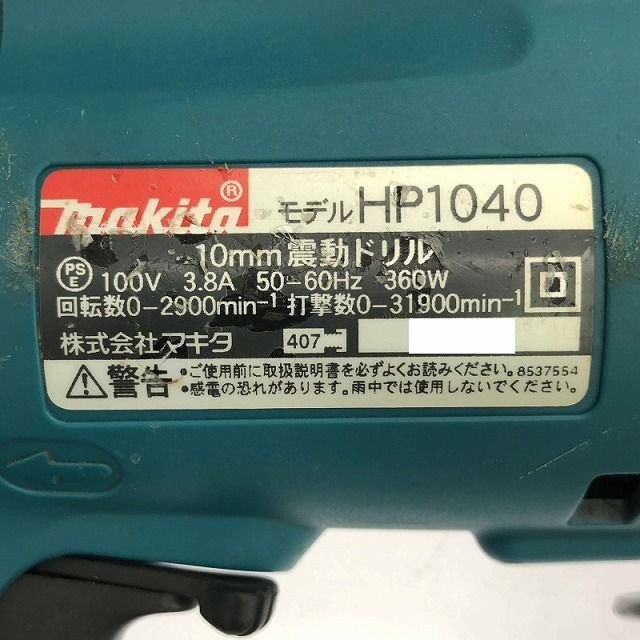 makita® モデル HP1040
10mm 震動ドリル
PSE 100V 3.8A 50-60Hz 360W
回転数0-2900min⁻¹ 打撃数0-31900min⁻¹
株式会社マキタ 407
⚠警告 ・ご使用前に取扱説明書を必ずよくお読みください。8537554
・感電の恐れがあります。雨中では使用しないでください。